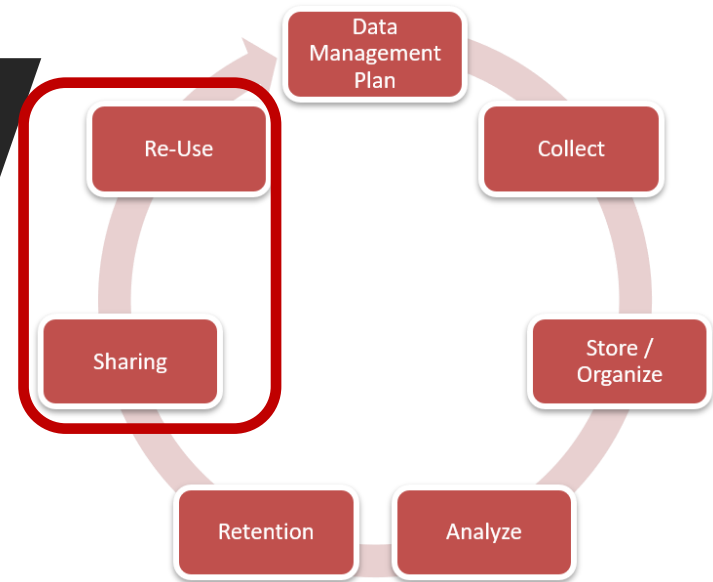 Data
Management
Plan
Collect
Store /
Organize
Analyze
Retention
Sharing
Re-Use